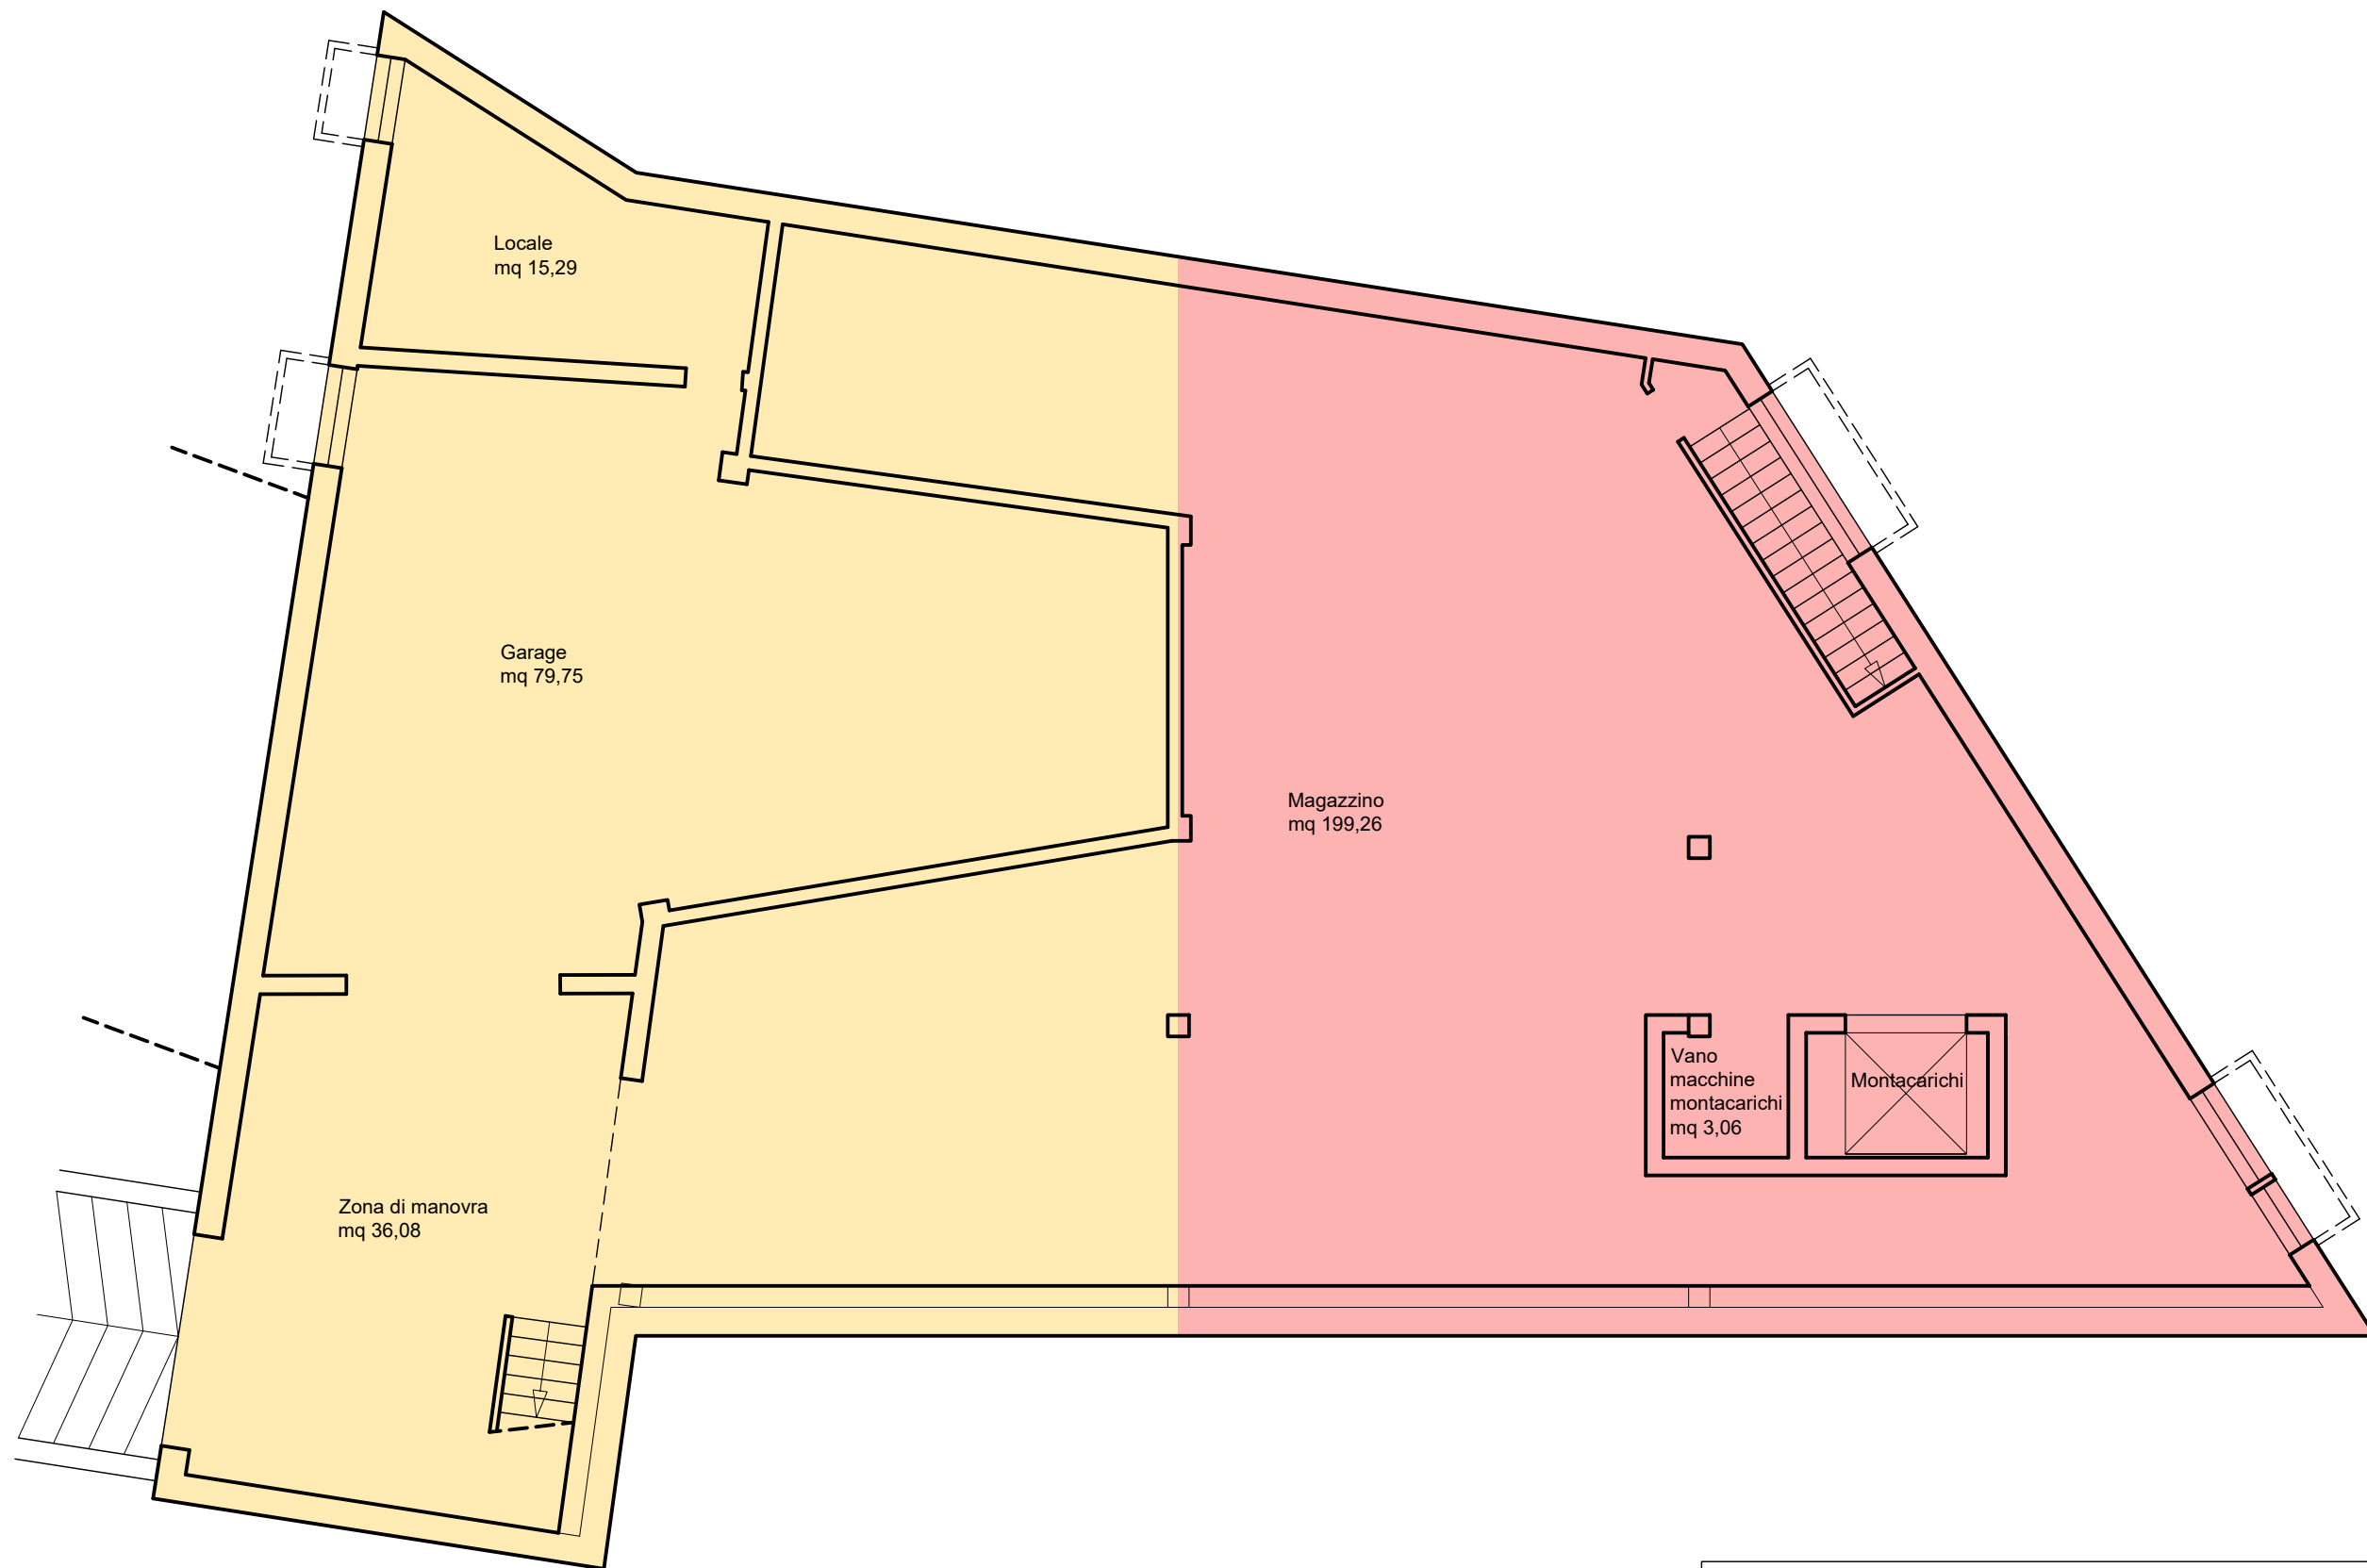 Locale
mq 15,29
Garage
mq 79,75
Magazzino
mq 199,26
Vano
macchine
montacarichi
mq 3,06
Montacarichi
Zona di manovra
mq 36,08